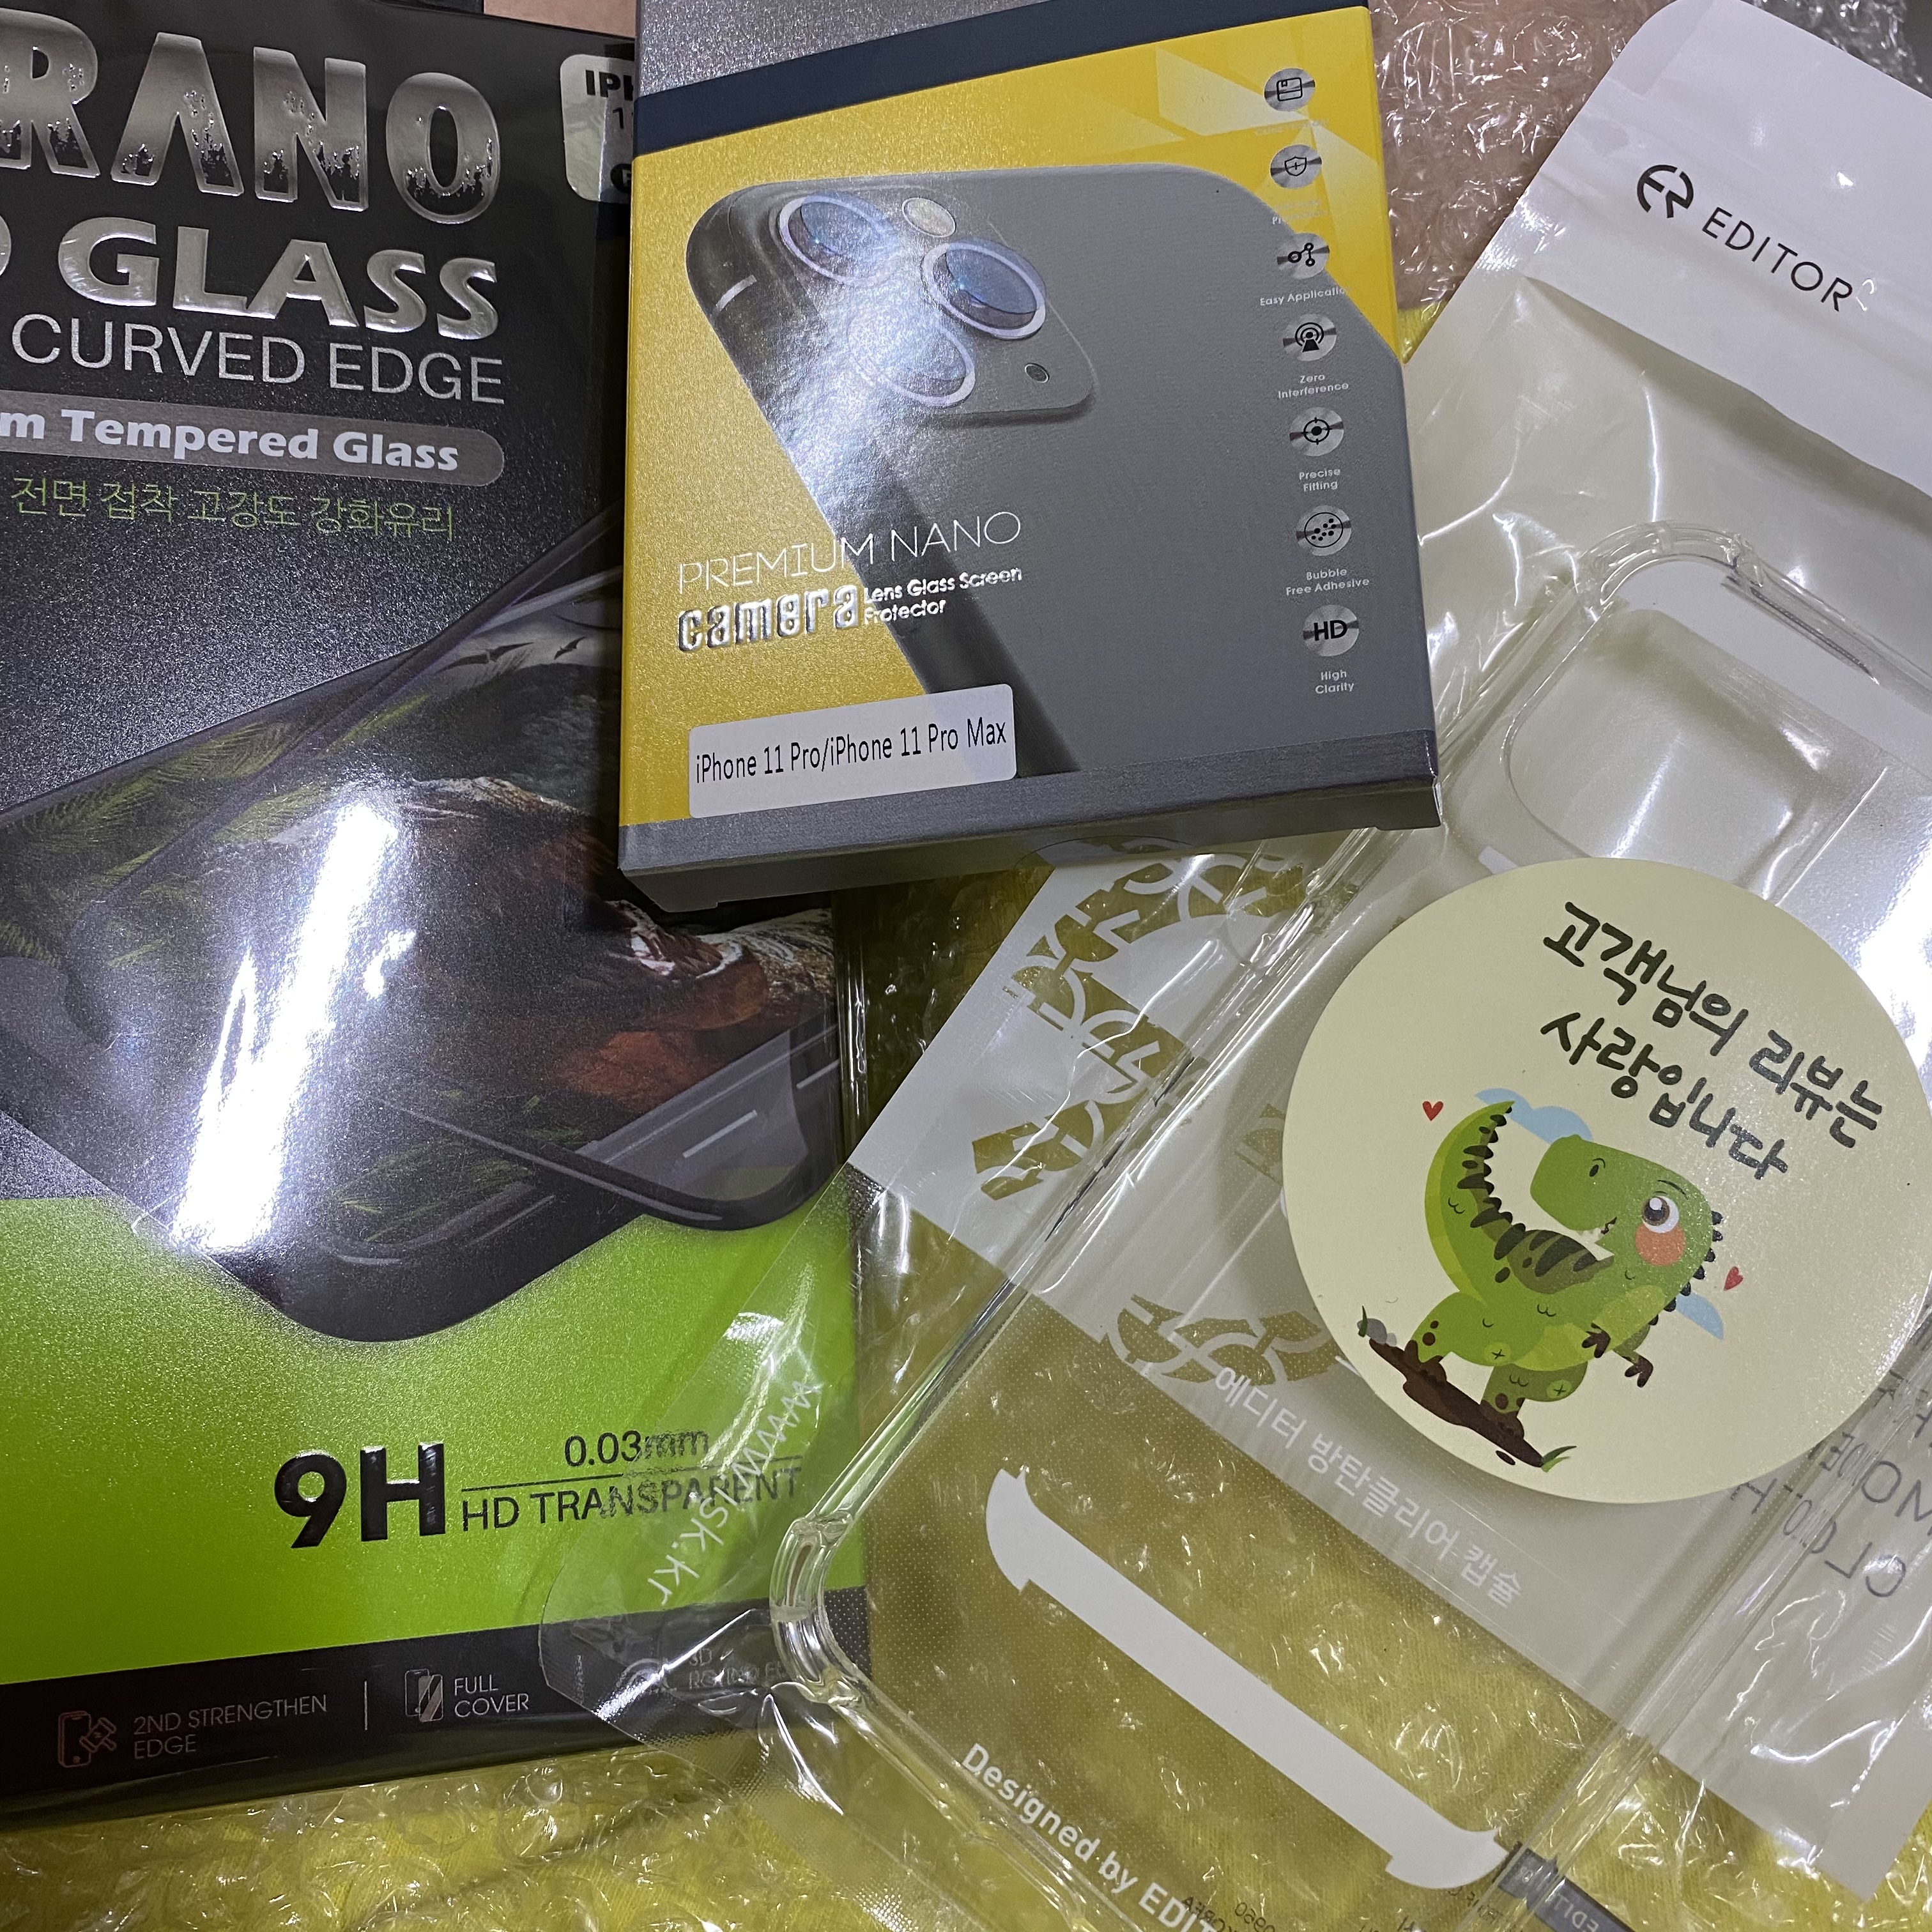 RANO
GLASS
CURVED EDGE
Tempered Glass
전면 접착 고강도 강화유리
9H
0.03mm
HD TRANSPARENT
2ND STRENGTHEN
EDGE
FULL
COVER
Easy Applicatio
Zero
Interference
Precise
Fitting
Bubble
Free Adhesive
HD
High
Clarity
PREMIUM NANO
camera Lens Glass Screen
Protector
iPhone 11 Pro/iPhone 11 Pro Max
EDITOR
고객님의 리뷰는
사랑입니다
에디터 방탄클리어 캡슐
Designed by EDIT
sk.kr